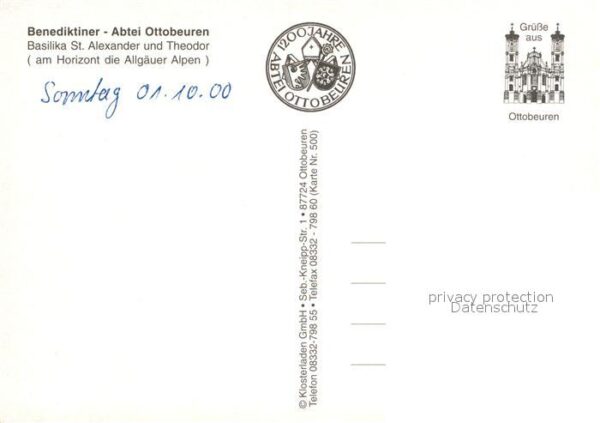 Benediktiner - Abtei Ottobeuren
Basilika St. Alexander und Theodor
( am Horizont die Allgäuer Alpen )
Sonntag 01.10.00
1200 JAHRE
ABTEI OTTOBEUREN
Grüße
aus
Ottobeuren
© Klosterladen GmbH • Seb.-Kneipp-Str. 1 • 87724 Ottobeuren
Telefon 08332-798 55 • Telefax 08332 - 798 60 (Karte Nr. 500)
privacy protection
Datenschutz